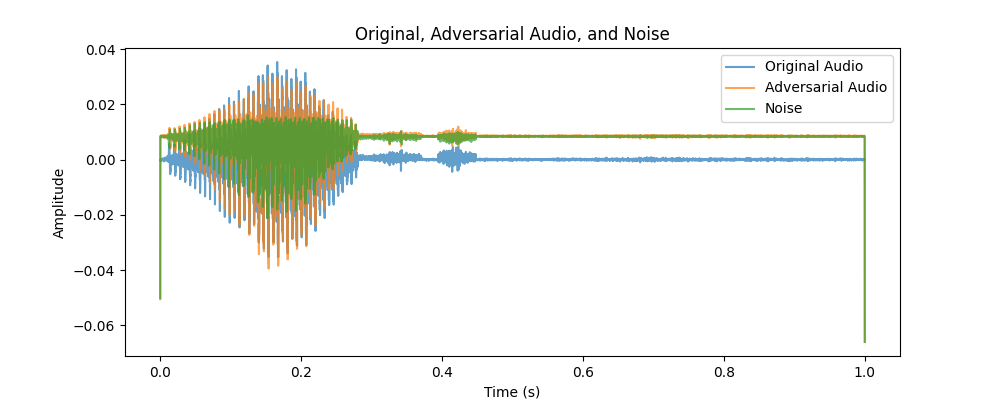 Original, Adversarial Audio, and Noise
Original Audio
Adversarial Audio
Noise
Amplitude
0.04
0.02
0.00
−0.02
−0.04
−0.06
0.0 0.2 0.4 0.6 0.8 1.0
Time (s)